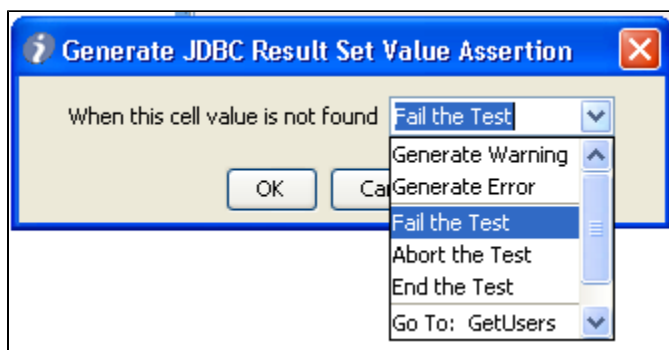 Generate JDBC Result Set Value Assertion
When this cell value is not found Fail the Test
Generate Warning
OK Ca Generate Error
Fail the Test
Abort the Test
End the Test
Go To: GetUsers